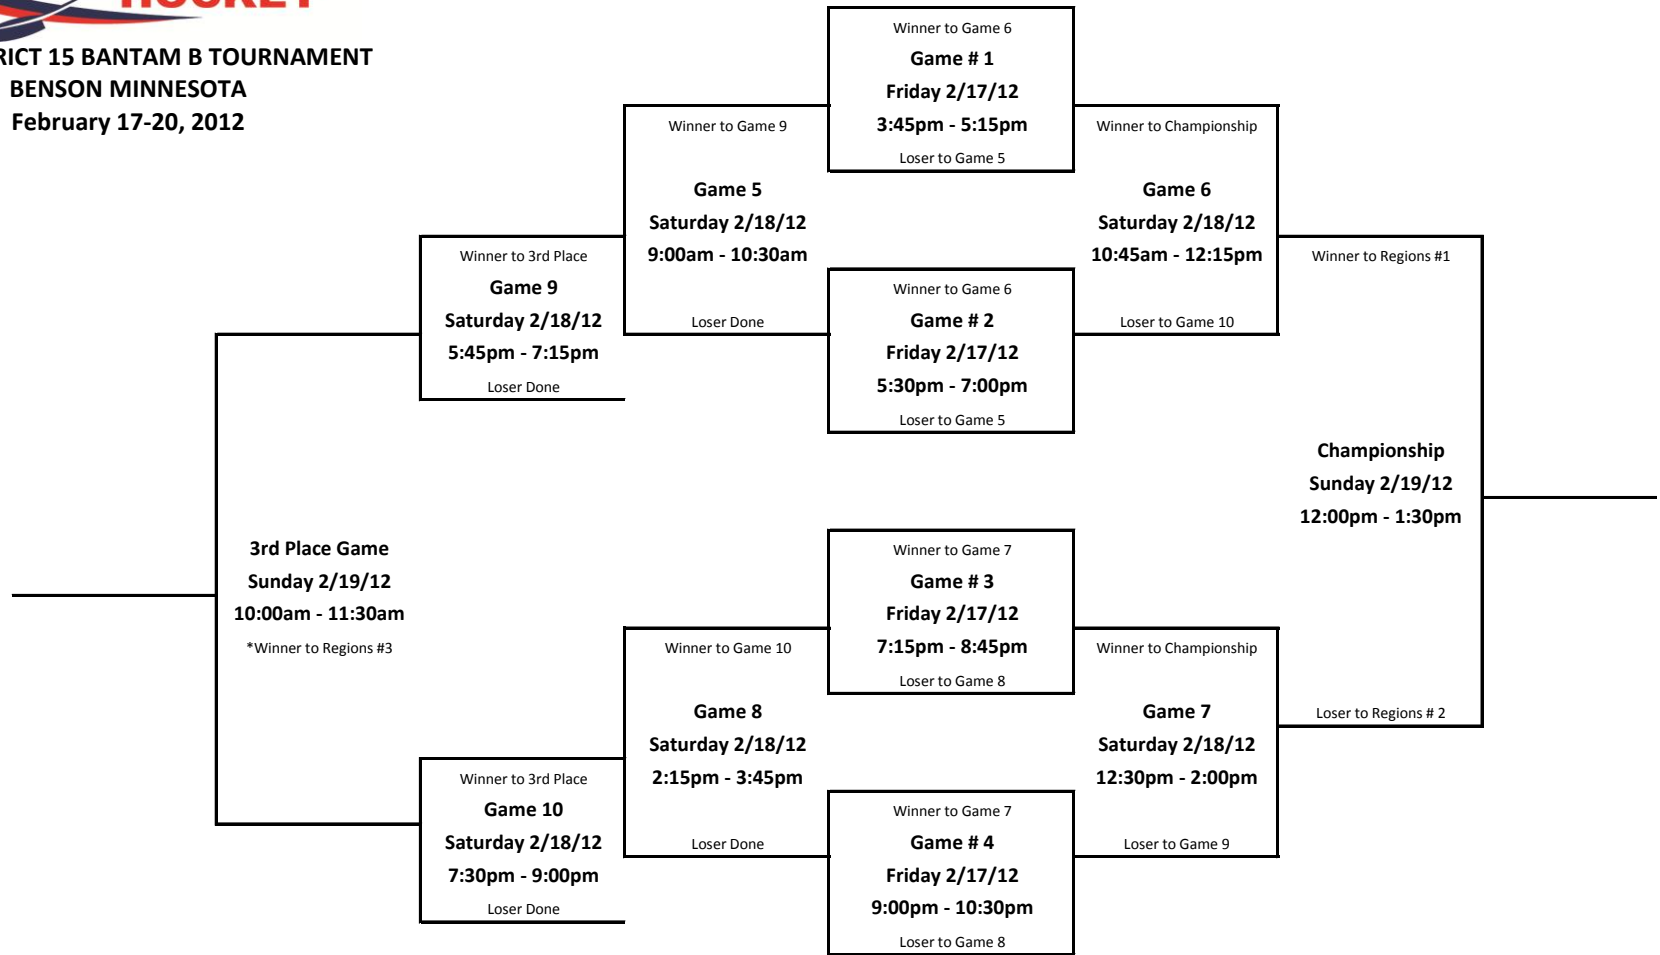 HOCKEY
RICT 15 BANTAM B TOURNAMENT
BENSON MINNESOTA
February 17-20, 2012
Winner to Game 6
Game # 1
Friday 2/17/12
3:45pm - 5:15pm
Loser to Game 5
Winner to Game 9
Game 5
Saturday 2/18/12
9:00am - 10:30am
Loser Done
Winner to Championship
Game 6
Saturday 2/18/12
10:45am - 12:15pm
Loser to Game 10
Winner to 3rd Place
Game 9
Saturday 2/18/12
5:45pm - 7:15pm
Loser Done
Winner to Game 6
Game # 2
Friday 2/17/12
5:30pm - 7:00pm
Loser to Game 5
Winner to Regions #1
Championship
Sunday 2/19/12
12:00pm - 1:30pm
Loser to Regions # 2
3rd Place Game
Sunday 2/19/12
10:00am - 11:30am
*Winner to Regions #3
Winner to Game 7
Game # 3
Friday 2/17/12
7:15pm - 8:45pm
Loser to Game 8
Winner to Game 10
Game 8
Saturday 2/18/12
2:15pm - 3:45pm
Loser Done
Winner to Championship
Game 7
Saturday 2/18/12
12:30pm - 2:00pm
Loser to Game 9
Winner to 3rd Place
Game 10
Saturday 2/18/12
7:30pm - 9:00pm
Loser Done
Winner to Game 7
Game # 4
Friday 2/17/12
9:00pm - 10:30pm
Loser to Game 8